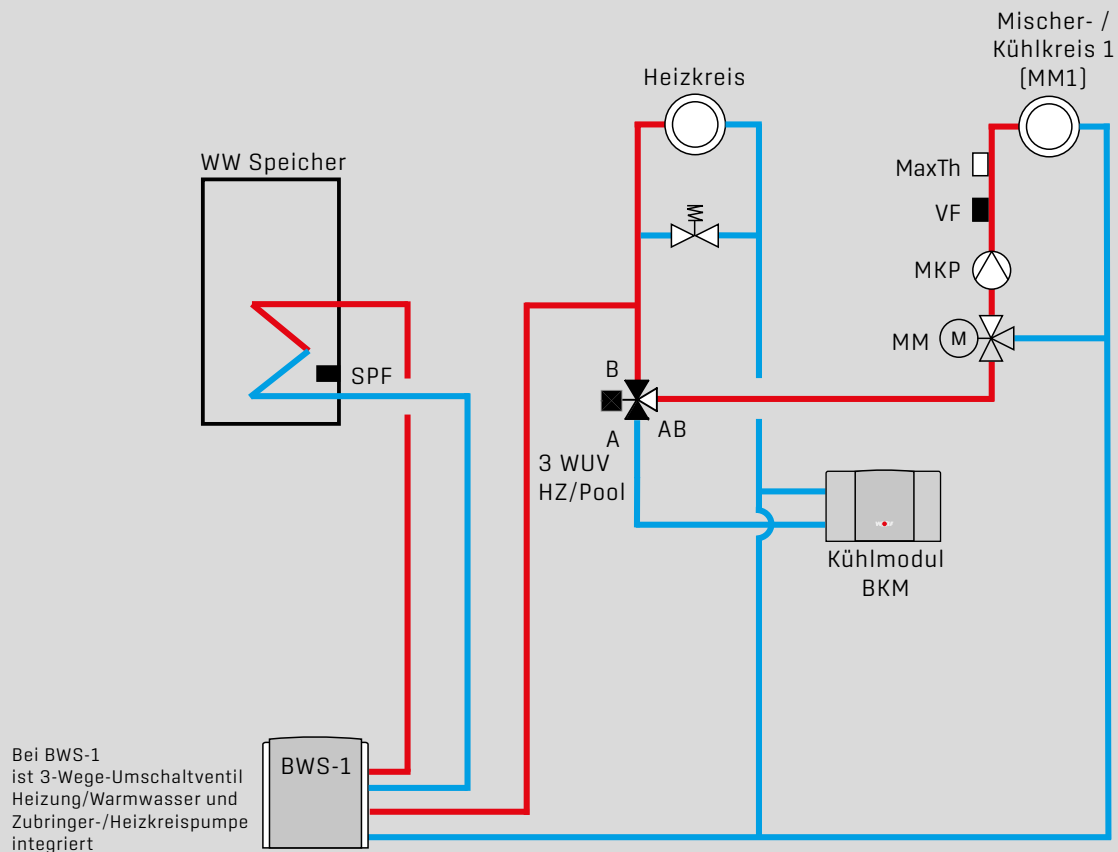 Mischer- /
Kühlkreis 1
(MM1)
Heizkreis
WW Speicher
MaxTh
VF
MKP
MM
M
SPF
B
A
AB
3 WUV
HZ/Pool
Kühlmodul
BKM
BWS-1
Bei BWS-1
ist 3-Wege-Umschaltventil
Heizung/Warmwasser und
Zubringer-/Heizkreispumpe
integriert